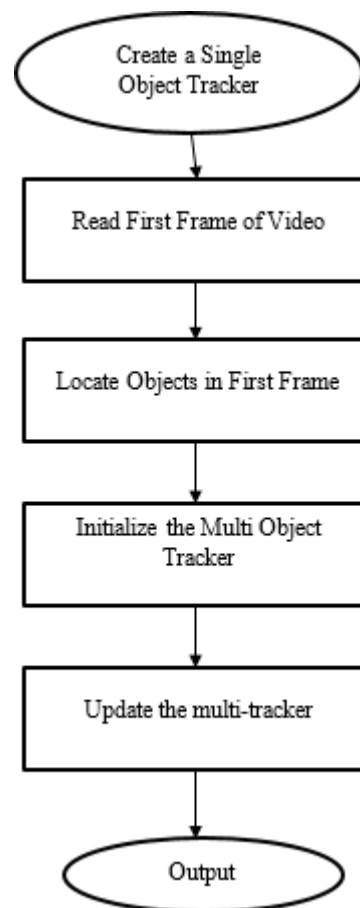 Create a Single
Object Tracker
Read First Frame of Video
Locate Objects in First Frame
Initialize the Multi Object
Tracker
Update the multi-tracker
Output